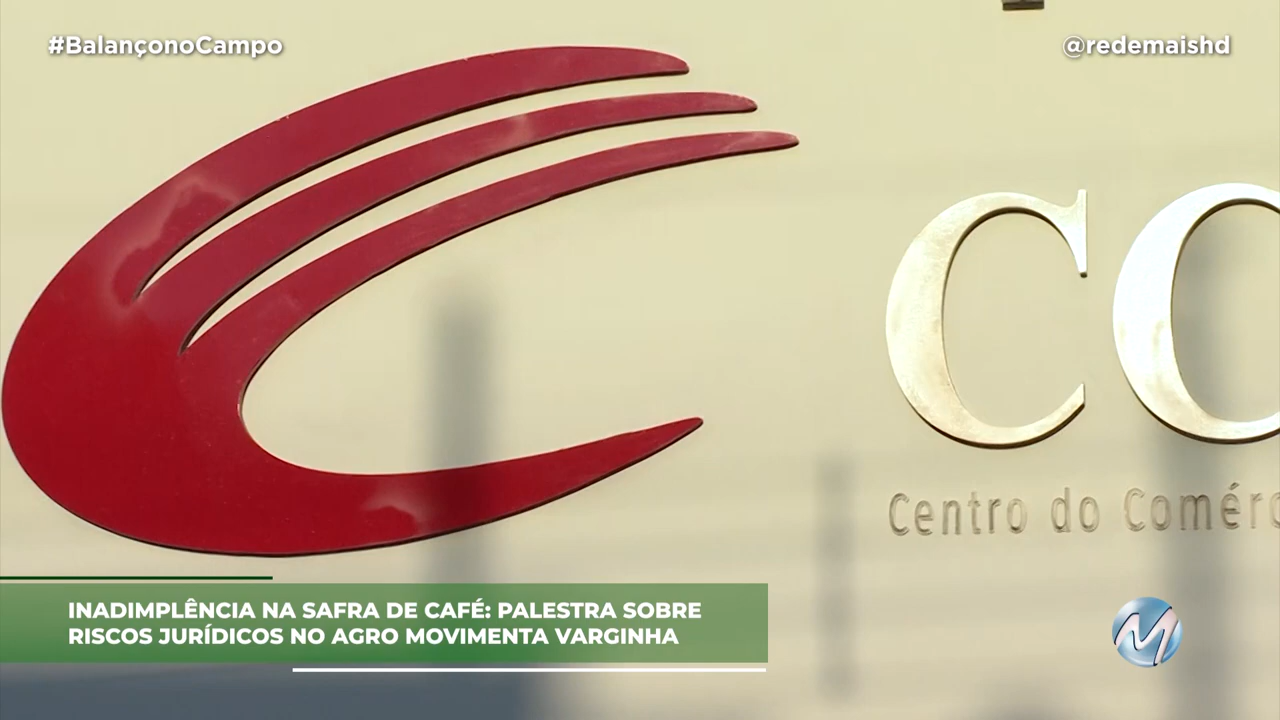 #BalançonoCampo
@redemaishd
CO
Centro do Comérc
INADIMPLÊNCIA NA SAFRA DE CAFÉ: PALESTRA SOBRE
RISCOS JURÍDICOS NO AGRO MOVIMENTA VARGINHA